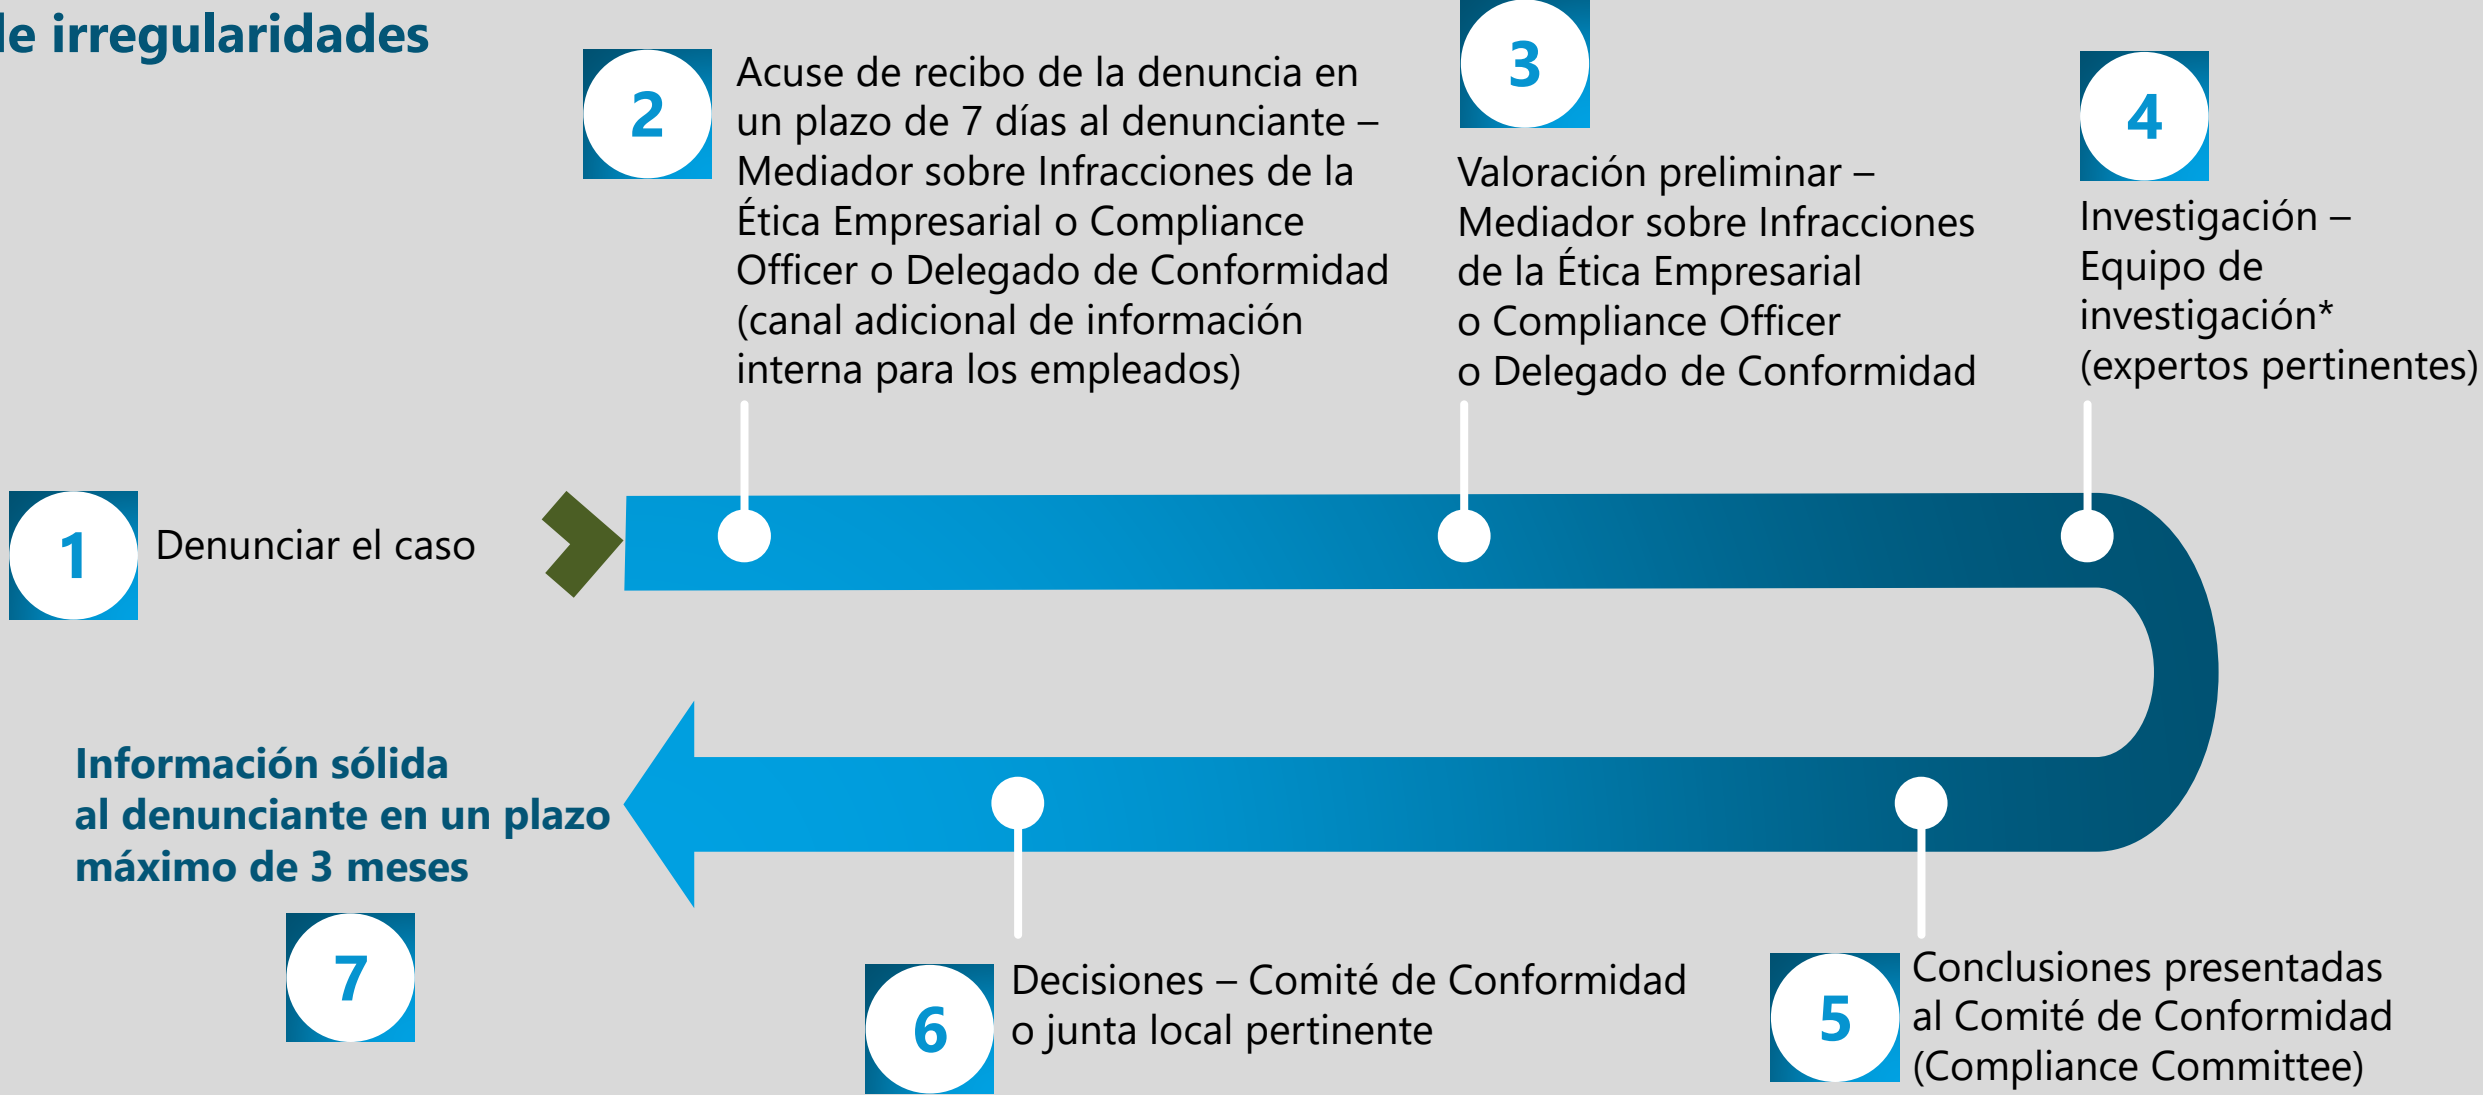 de irregularidades
1
Denunciar el caso
2
Acuse de recibo de la denuncia en
un plazo de 7 días al denunciante –
Mediador sobre Infracciones de la
Ética Empresarial o Compliance
Officer o Delegado de Conformidad
(canal adicional de información
interna para los empleados)
3
Valoración preliminar –
Mediador sobre Infracciones
de la Ética Empresarial
o Compliance Officer
o Delegado de Conformidad
4
Investigación –
Equipo de
investigación*
(expertos pertinentes)
5
Conclusiones presentadas
al Comité de Conformidad
(Compliance Committee)
6
Decisiones – Comité de Conformidad
o junta local pertinente
Información sólida
al denunciante en un plazo
máximo de 3 meses
7